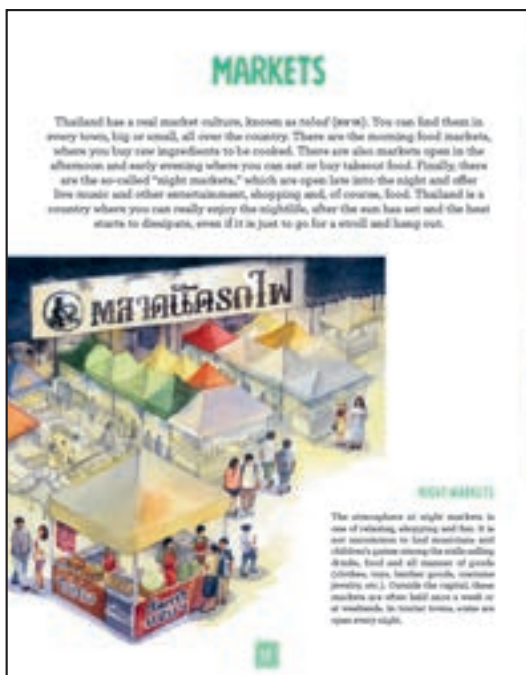 MARKETS
Thailand has a real market culture, known as talad (ตลาด). You can find them in
every town, big or small, all over the country. There are the morning food markets,
where you buy raw ingredients to be cooked. There are also markets open in the
afternoon and early evening where you can eat or buy takeout food. Finally, there
are the so-called "night markets," which are open late into the night and offer
live music and other entertainment, shopping and, of course, food. Thailand is a
country where you can really enjoy the nightlife, after the sun has set and the heat
starts to dissipate, even if it is just to go for a stroll and hang out.
ตลาดนัดรถไฟ
NIGHT MARKETS
The atmosphere at night markets is
one of relaxing, shopping and fun. It is
not uncommon to find musicians and
children's games among the stalls selling
drinks, food and all manner of goods
(clothes, toys, leather goods, costume
jewelry, etc.). Outside the capital, these
markets are often held once a week or
at weekends. In tourist towns, some are
open every night.